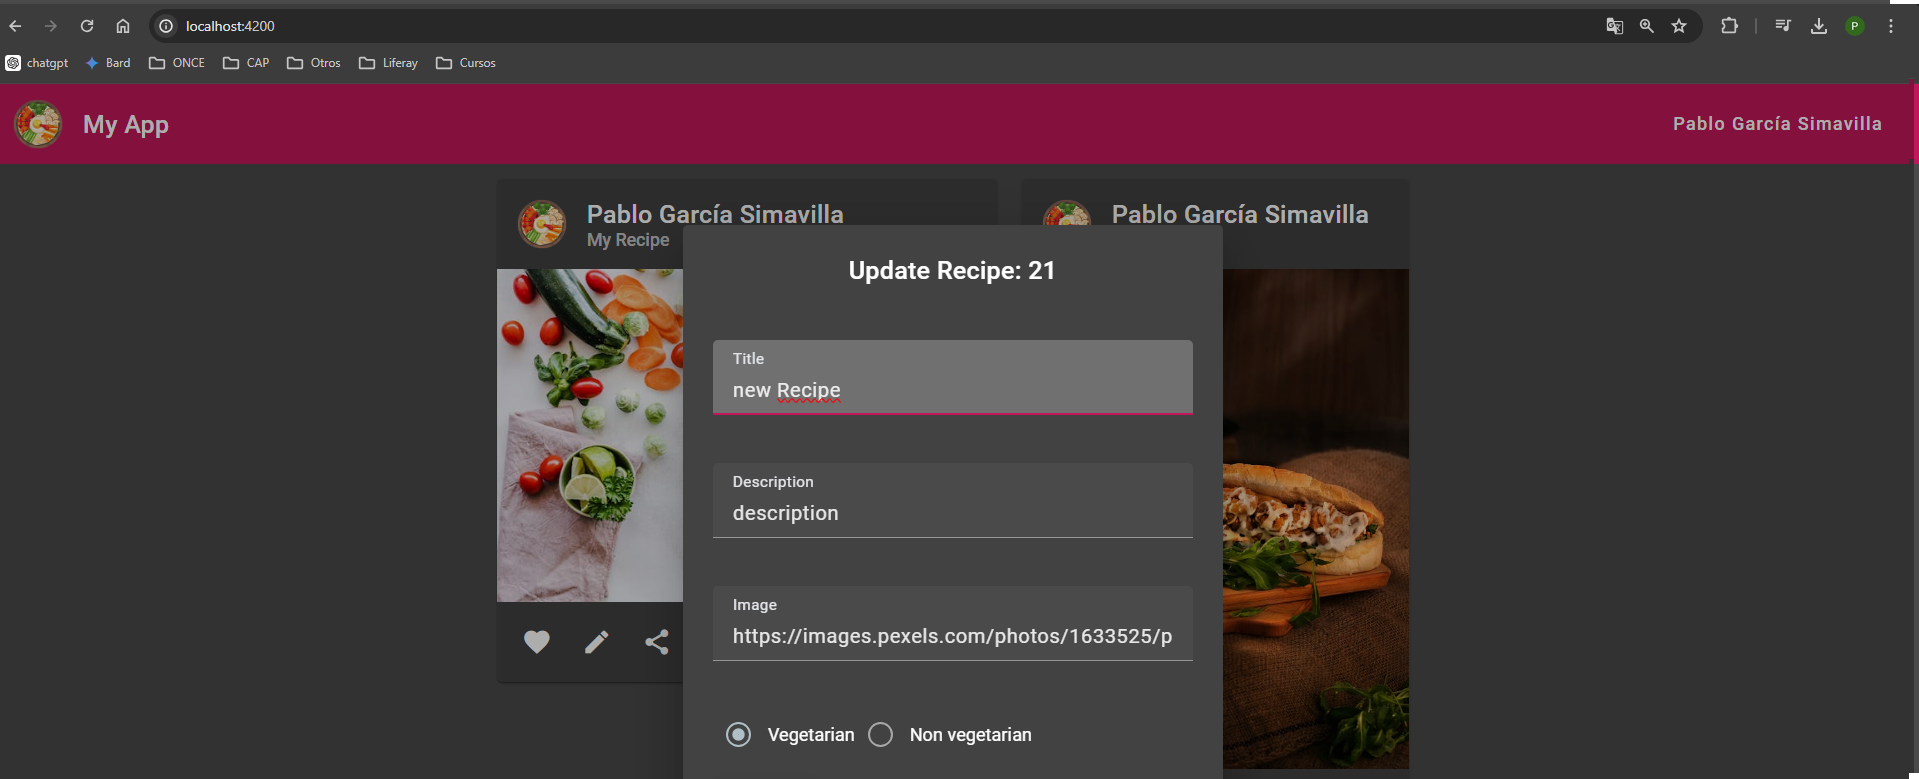 localhost:4200
chatgpt Bard ONCE CAP Otros Liferay Cursos
P
My App
Pablo García Simavilla
Pablo García Simavilla
My Recipe
Pablo García Simavilla
Update Recipe: 21
Title
new Recipe
Description
description
Image
https://images.pexels.com/photos/1633525/p
Vegetarian Non vegetarian